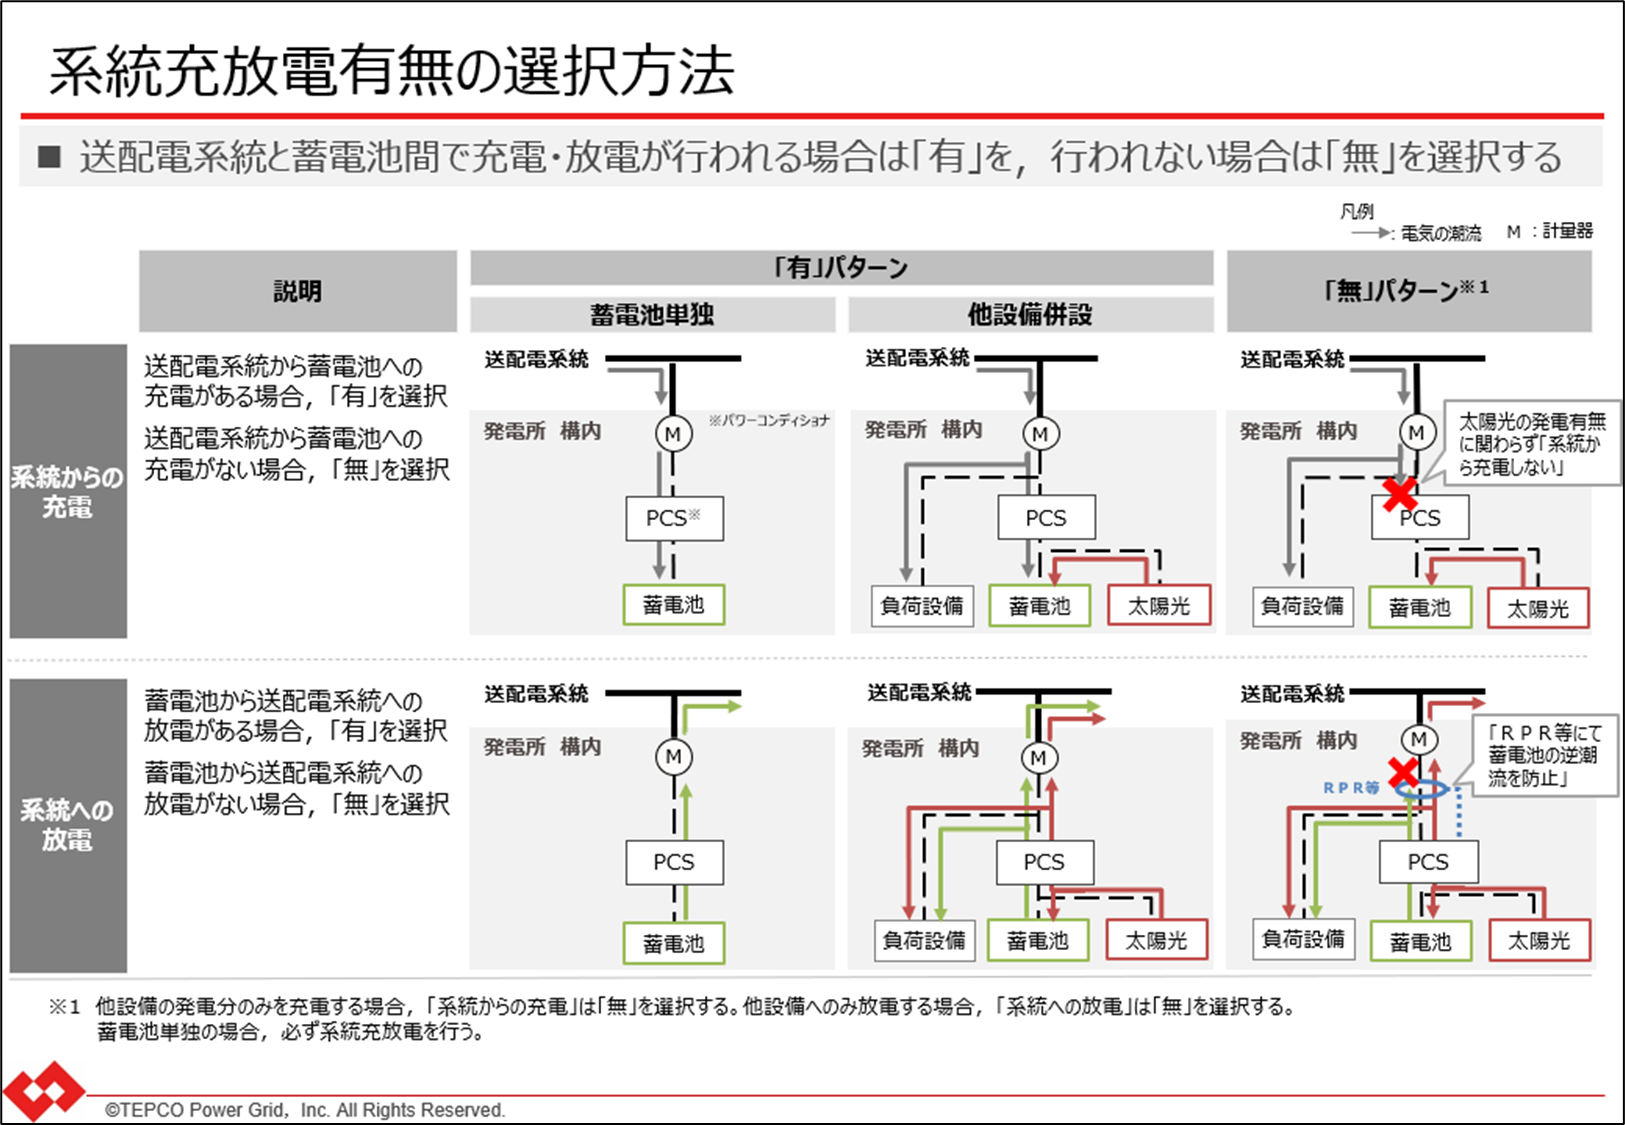 系統充放電有無の選択方法
■ 送配電系統と蓄電池間で充電・放電が行われる場合は「有」を，行われない場合は「無」を選択する
凡例
：電気の潮流 M ：計量器
説明
「有」パターン
「無」パターン※1
蓄電池単独
他設備併設
系統からの
充電
送配電系統から蓄電池への
充電がある場合，「有」を選択
送配電系統から蓄電池への
充電がない場合，「無」を選択
送配電系統
発電所 構内
M
※パワーコンディショナ
PCS※
蓄電池
送配電系統
発電所 構内
M
PCS
負荷設備
蓄電池
太陽光
送配電系統
発電所 構内
M
太陽光の発電有無
に関わらず「系統か
ら充電しない」
PCS
負荷設備
蓄電池
太陽光
系統への
放電
蓄電池から送配電系統への
放電がある場合，「有」を選択
蓄電池から送配電系統への
放電がない場合，「無」を選択
送配電系統
発電所 構内
M
PCS
蓄電池
送配電系統
発電所 構内
M
PCS
負荷設備
蓄電池
太陽光
送配電系統
発電所 構内
M
「ＲＰＲ等にて
蓄電池の逆潮
流を防止」
ＲＰＲ等
PCS
負荷設備
蓄電池
太陽光
※1 他設備の発電分のみを充電する場合，「系統からの充電」は「無」を選択する。他設備へのみ放電する場合，「系統への放電」は「無」を選択する。
蓄電池単独の場合，必ず系統充放電を行う。
©TEPCO Power Grid, Inc. All Rights Reserved.